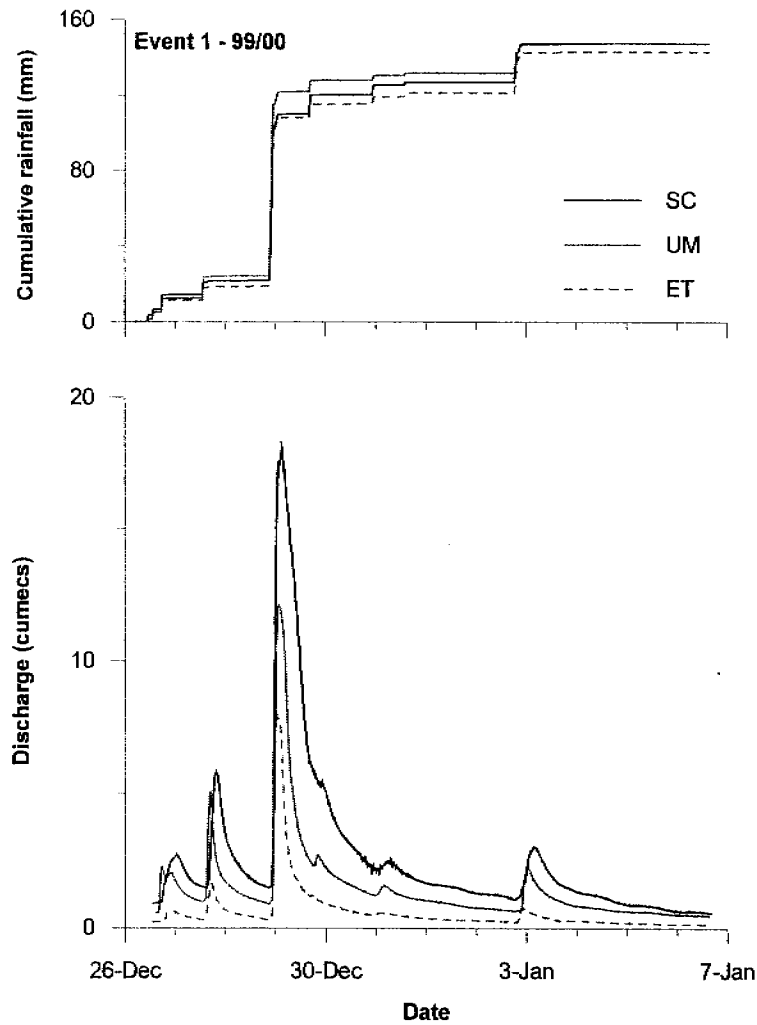 Event 1 - 99/00
Cumulative rainfall (mm)
160
80
0
SC
UM
ET
Discharge (cumecs)
20
10
0
26-Dec
30-Dec
3-Jan
7-Jan
Date